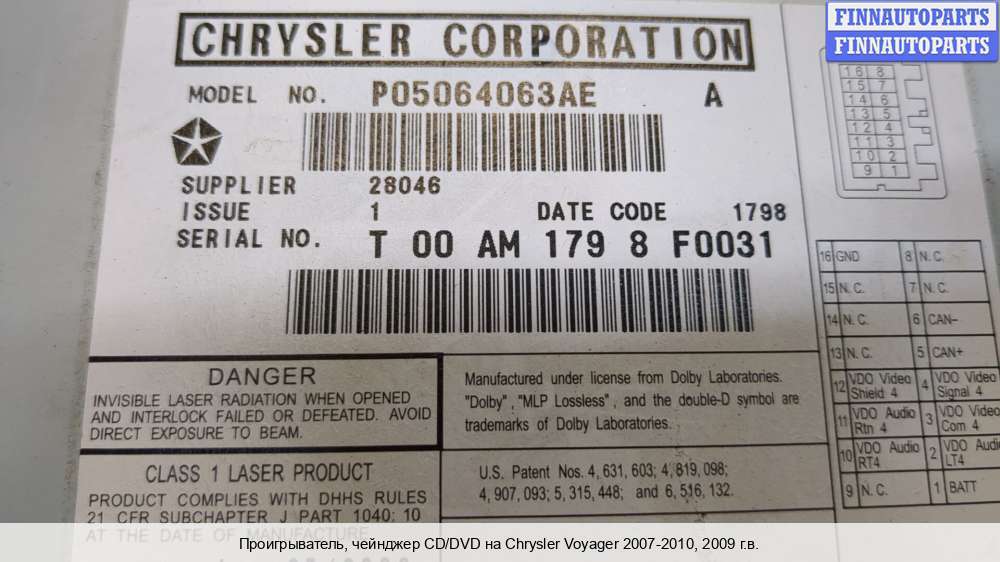 FINNAUTOPARTS
FINNAUTOPARTS
CHRYSLER CORPORATION
MODEL NO. P05064063AE A
SUPPLIER 28046
ISSUE 1 DATE CODE 1798
SERIAL NO. T 00 AM 179 8 F0031
16 8
15 7
14 6
13 5
12 4
11 3
10 2
9 1
16 GND 8 N.C.
15 N.C. 7 N.C.
14 N.C. 6 CAN–
13 N.C. 5 CAN+
12 VDO Video Shield 4 4 VDO Video Signal 4
11 VDO Audio Rtn 4 3 VDO Video Com 4
10 VDO Audio RT4 2 VDO Audio LT4
9 N.C. 1 BATT
DANGER
INVISIBLE LASER RADIATION WHEN OPENED
AND INTERLOCK FAILED OR DEFEATED. AVOID
DIRECT EXPOSURE TO BEAM.
CLASS 1 LASER PRODUCT
PRODUCT COMPLIES WITH DHHS RULES
21 CFR SUBCHAPTER J PART 1040: 10
AT THE DATE OF MANUFACTURE.
Manufactured under license from Dolby Laboratories.
"Dolby", "MLP Lossless", and the double-D symbol are
trademarks of Dolby Laboratories.
U.S. Patent Nos. 4, 631, 603; 4, 819, 098;
4, 907, 093; 5, 315, 448; and 6, 516, 132.
Проигрыватель, чейнджер CD/DVD на Chrysler Voyager 2007-2010, 2009 г.в.